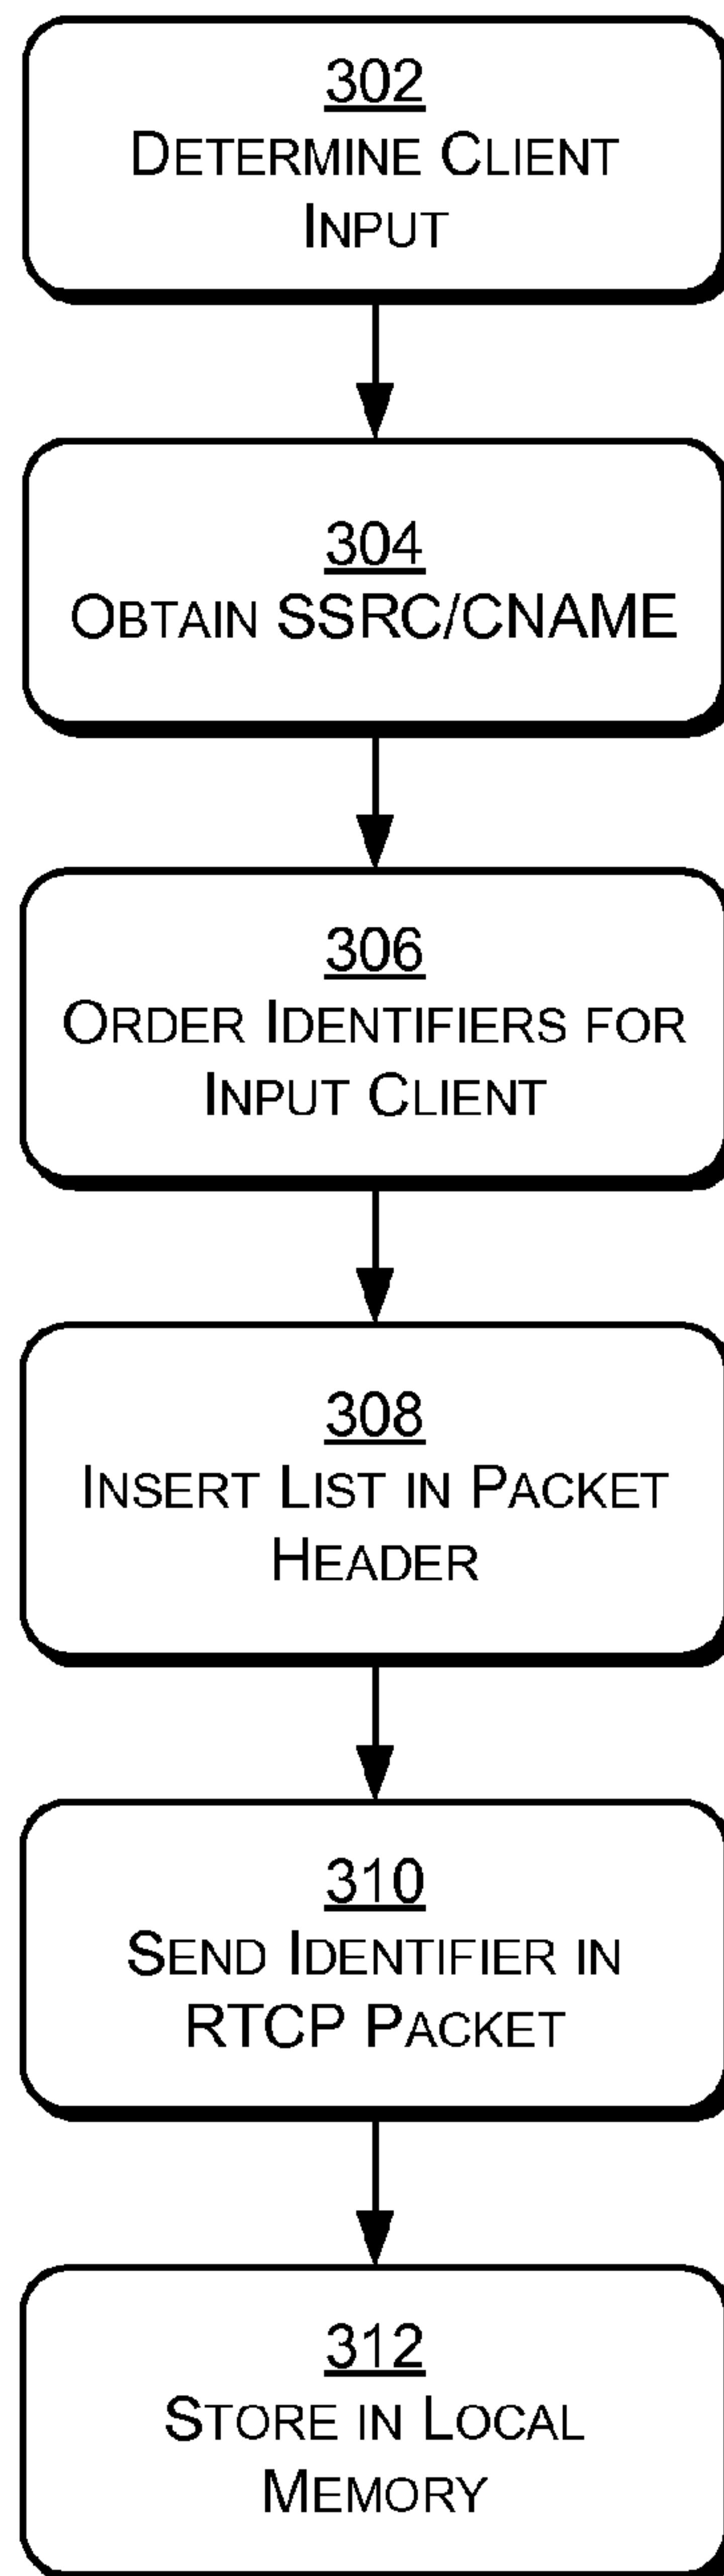 302
DETERMINE CLIENT
INPUT
304
OBTAIN SSRC/CNAME
306
ORDER IDENTIFIERS FOR
INPUT CLIENT
308
INSERT LIST IN PACKET
HEADER
310
SEND IDENTIFIER IN
RTCP PACKET
312
STORE IN LOCAL
MEMORY